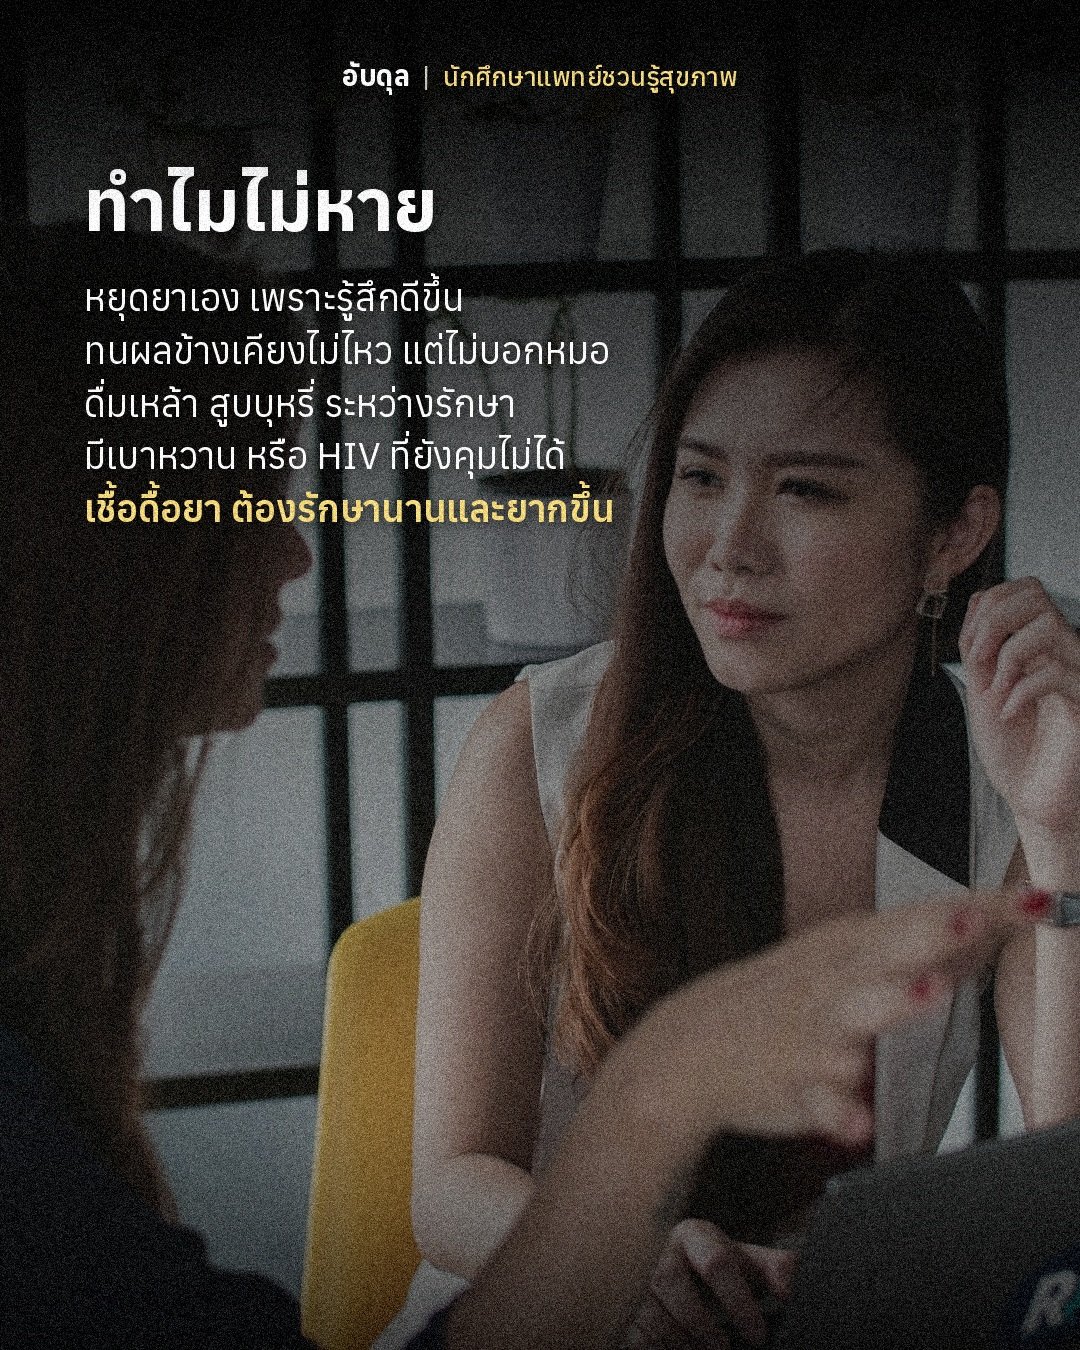 อับดุล | นักศึกษาแพทย์ชวนรู้สุขภาพ
ทำไมไม่หาย
หยุดยาเอง เพราะรู้สึกดีขึ้น
ทนผลข้างเคียงไม่ไหว แต่ไม่บอกหมอ
ดื่มเหล้า สูบบุหรี่ ระหว่างรักษา
มีเบาหวาน หรือ HIV ที่ยังคุมไม่ได้
เชื้อดื้อยา ต้องรักษานานและยากขึ้น